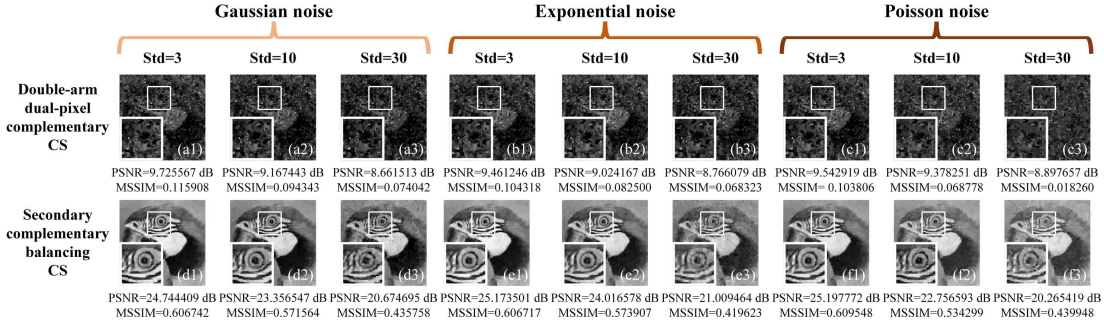 Gaussian noise Exponential noise Poisson noise
Std=3 Std=10 Std=30 Std=3 Std=10 Std=30 Std=3 Std=10 Std=30
Double-arm
dual-pixel
complementary
CS
(a1) (a2) (a3) (b1) (b2) (b3) (c1) (c2) (c3)
PSNR=9.725567 dB PSNR=9.167443 dB PSNR=8.661513 dB PSNR=9.461246 dB PSNR=9.024167 dB PSNR=8.766079 dB PSNR=9.542919 dB PSNR=9.378251 dB PSNR=8.897657 dB
MSSIM=0.115908 MSSIM=0.094343 MSSIM=0.074042 MSSIM=0.104318 MSSIM=0.082500 MSSIM=0.068323 MSSIM= 0.103806 MSSIM=0.068778 MSSIM=0.018260
Secondary
complementary
balancing
CS
(d1) (d2) (d3) (e1) (e2) (e3) (f1) (f2) (f3)
PSNR=24.744409 dB PSNR=23.356547 dB PSNR=20.674695 dB PSNR=25.173501 dB PSNR=24.016578 dB PSNR=21.009464 dB PSNR=25.197772 dB PSNR=22.756593 dB PSNR=20.265419 dB
MSSIM=0.606742 MSSIM=0.571564 MSSIM=0.435758 MSSIM=0.606717 MSSIM=0.573907 MSSIM=0.419623 MSSIM=0.609548 MSSIM=0.534299 MSSIM=0.439948